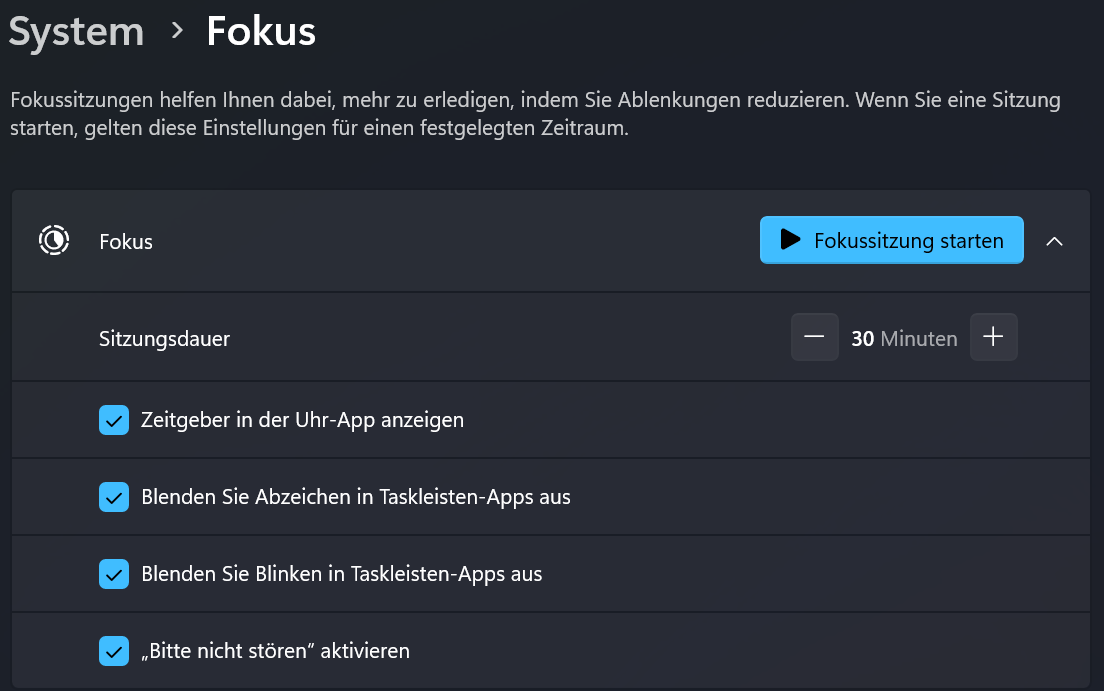 System > Fokus
Fokussitzungen helfen Ihnen dabei, mehr zu erledigen, indem Sie Ablenkungen reduzieren. Wenn Sie eine Sitzung
starten, gelten diese Einstellungen für einen festgelegten Zeitraum.
Fokus
Fokussitzung starten
Sitzungsdauer
30 Minuten
Zeitgeber in der Uhr-App anzeigen
Blenden Sie Abzeichen in Taskleisten-Apps aus
Blenden Sie Blinken in Taskleisten-Apps aus
„Bitte nicht stören“ aktivieren